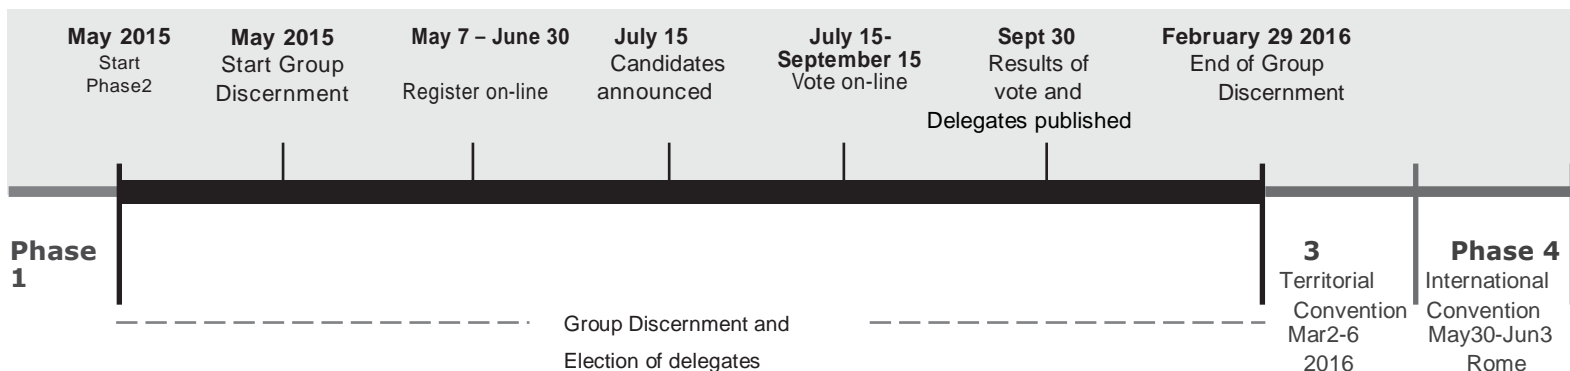 May 2015
Start
Phase2
May 2015
Start Group
Discernment
May 7 – June 30
Register on-line
July 15
Candidates
announced
July 15-
September 15
Vote on-line
Sept 30
Results of
vote and
Delegates published
February 29 2016
End of Group
Discernment
Phase
1
Group Discernment and
Election of delegates
3
Territorial
Convention
Mar2-6
2016
Phase 4
International
Convention
May30-Jun3
Rome